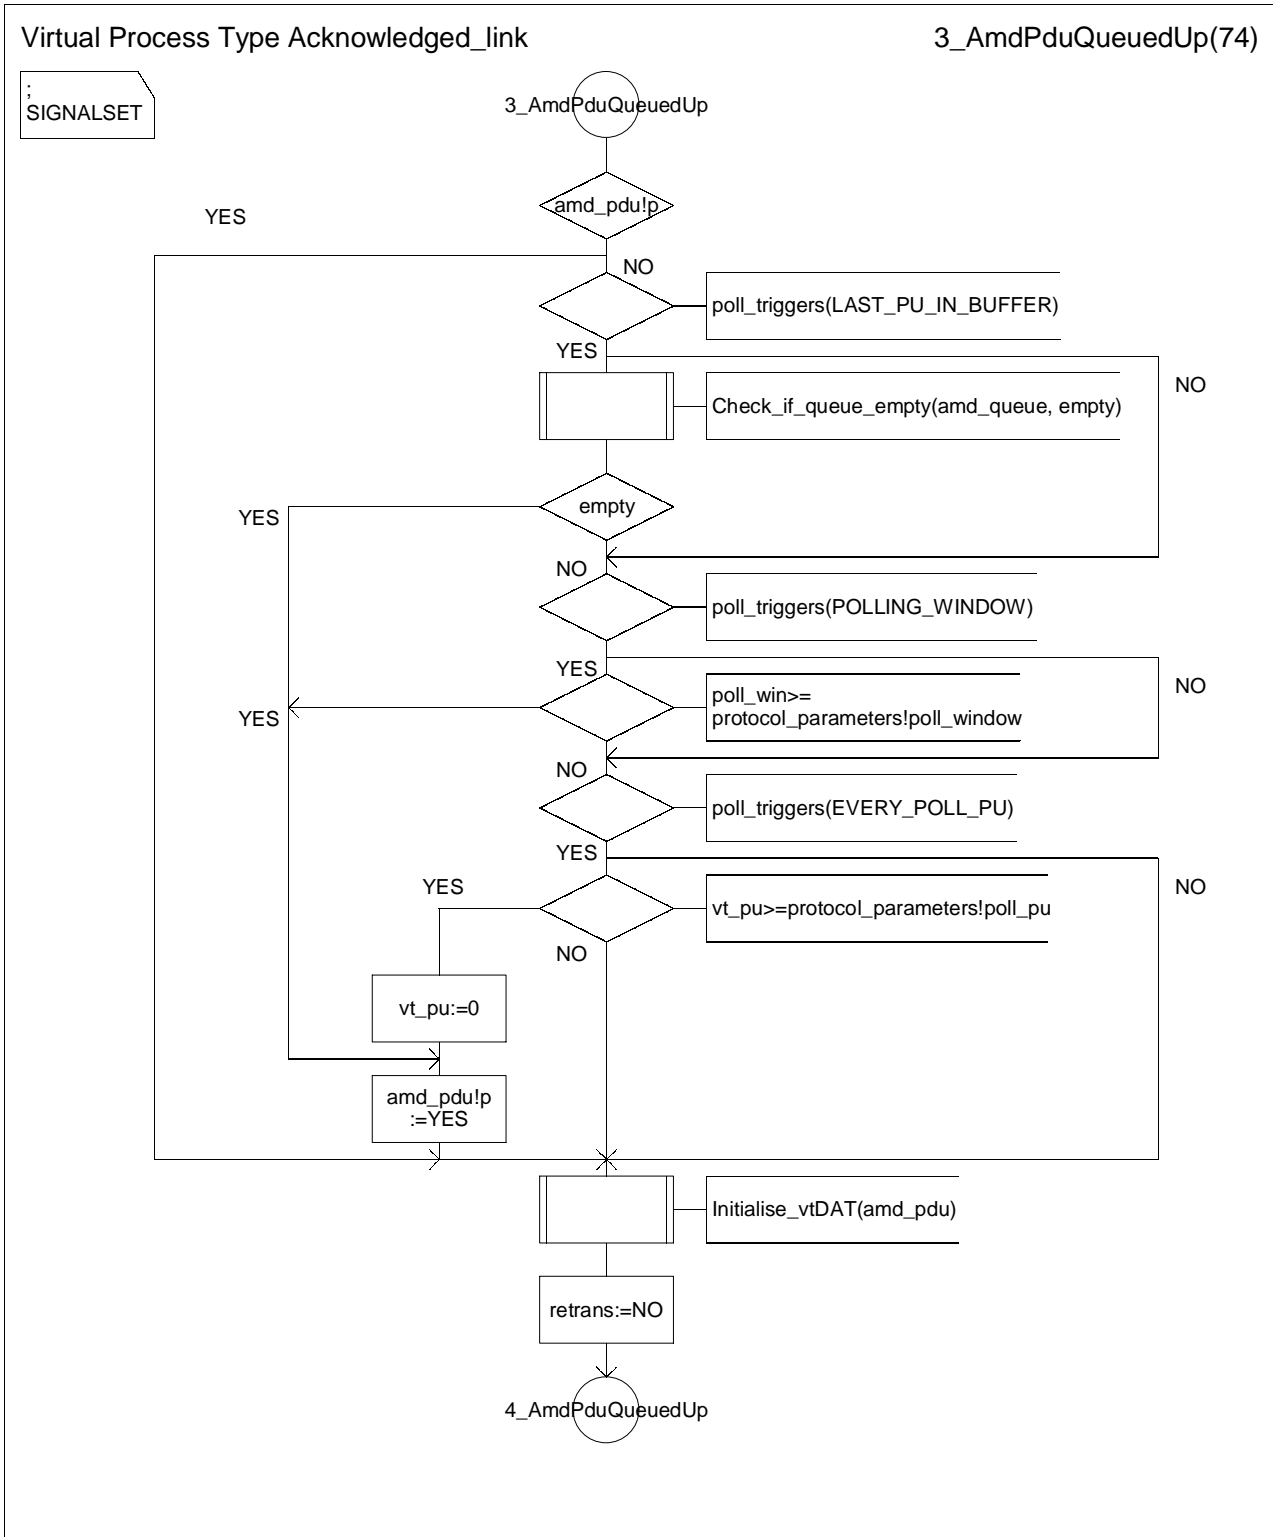 Virtual Process Type Acknowledged_link
3_AmdPduQueuedUp(74)
;
SIGNALSET
3_AmdPduQueuedUp
amd_pdu!p
YES
NO
poll_triggers(LAST_PU_IN_BUFFER)
YES
NO
Check_if_queue_empty(amd_queue, empty)
empty
YES
NO
poll_triggers(POLLING_WINDOW)
YES
NO
poll_win>=
protocol_parameters!poll_window
YES
NO
poll_triggers(EVERY_POLL_PU)
YES
NO
YES
vt_pu>=protocol_parameters!poll_pu
NO
vt_pu:=0
amd_pdu!p
:=YES
Initialise_vtDAT(amd_pdu)
retrans:=NO
4_AmdPduQueuedUp